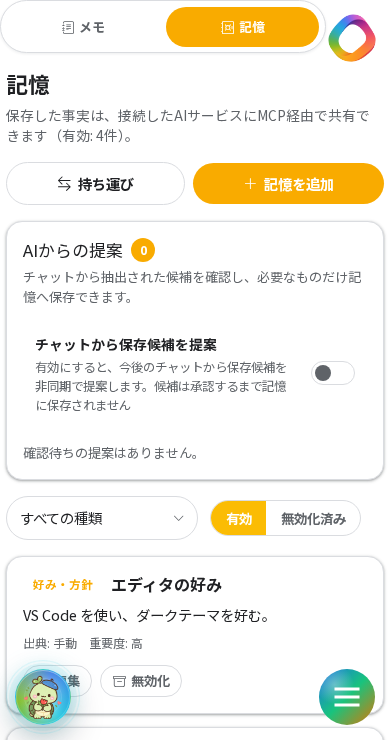 メモ
記憶
記憶
保存した事実は、接続したAIサービスにMCP経由で共有で
きます（有効: 4件）。
持ち運び
記憶を追加
AIからの提案 0
チャットから抽出された候補を確認し、必要なものだけ記
憶へ保存できます。
チャットから保存候補を提案
有効にすると、今後のチャットから保存候補を
非同期で提案します。候補は承認するまで記憶
に保存されません
確認待ちの提案はありません。
すべての種類
有効
無効化済み
好み・方針 エディタの好み
VS Code を使い、ダークテーマを好む。
出典: 手動 重要度: 高
集
無効化